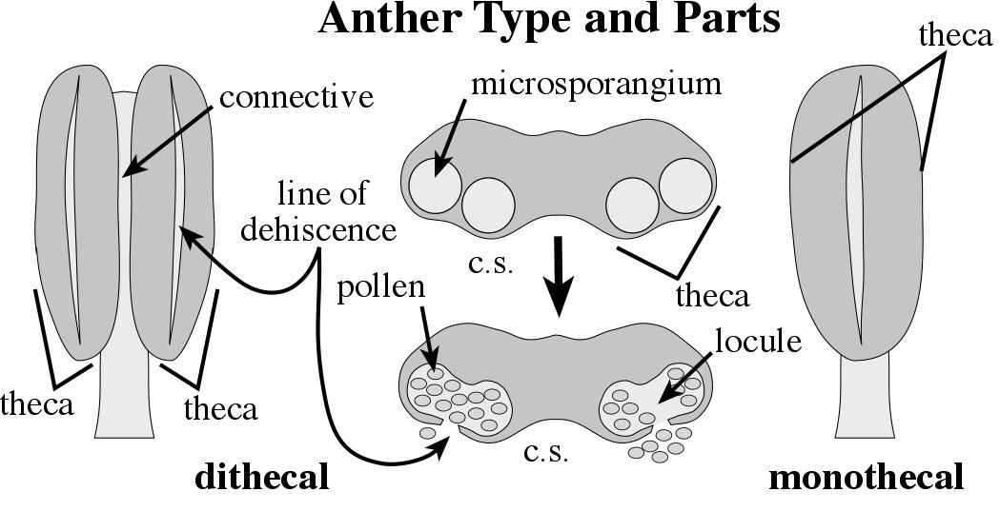 Anther Type and Parts
theca
microsporangium
connective
line of
dehiscence
c.s.
pollen
theca
locule
theca
theca
c.s.
dithecal
monothecal